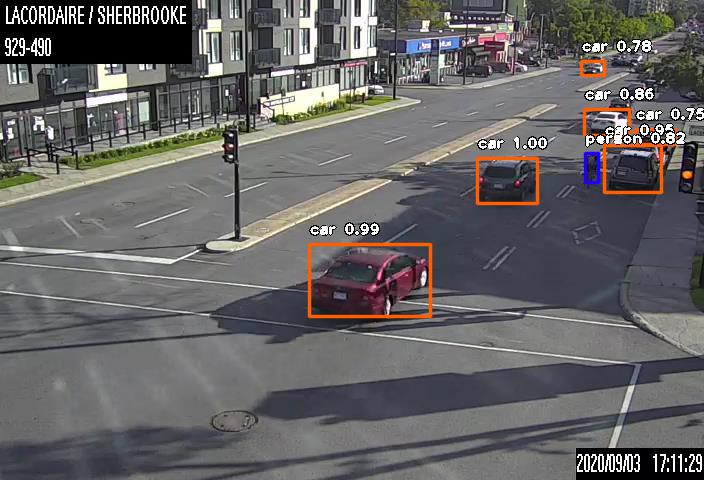 LACORDAIRE / SHERBROOKE
929-490
car 0.78
car 0.86
car 0.75
car 0.95
person 0.82
car 1.00
car 0.99
2020/09/03 17:11:29